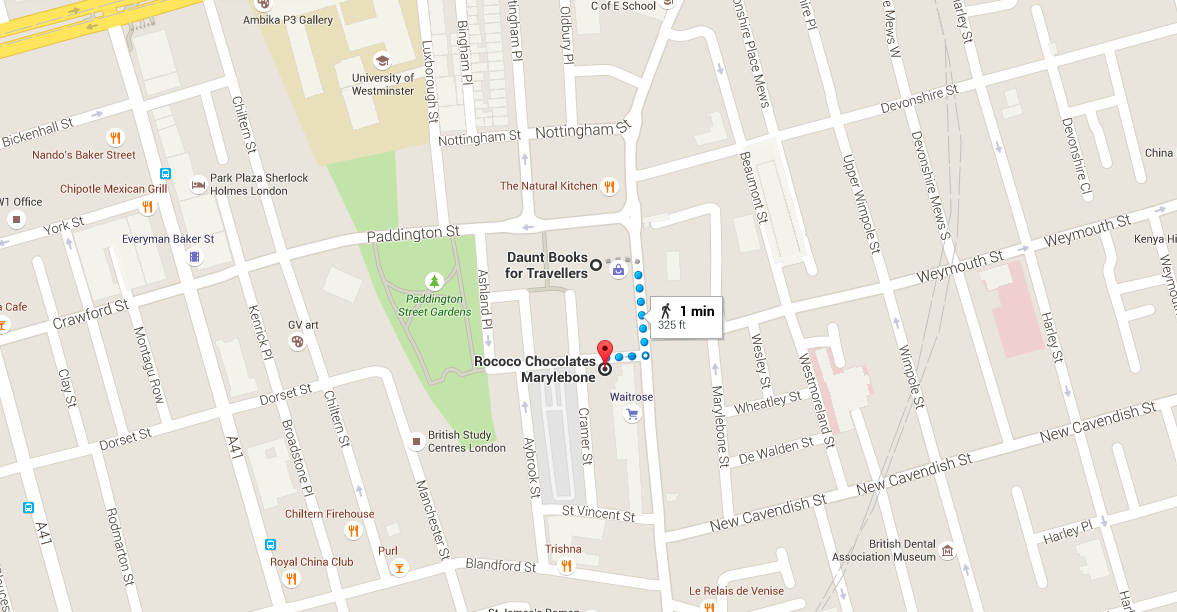 Ambika P3 Gallery
C of E School
Harley St
Devonshire Pl
Devonshire Place Mews
Mews W
Oldbury Pl
Nottingham Pl
Bingham Pl
Luxborough St
University of
Westminster
Devonshire St
Bickenhall St
Chiltern St
Nottingham St
Nottingham St
Devonshire Cl
China
Nando's Baker Street
Park Plaza Sherlock
Holmes London
Chipotle Mexican Grill
The Natural Kitchen
Beaumont St
Upper Wimpole St
Devonshire Mews S
W1 Office
York St
Everyman Baker St
Paddington St
Weymouth St
Weymouth St
Kenya Hi
Daunt Books
for Travellers
Ashland Pl
Paddington
Street Gardens
Cafe
Crawford St
Kenrick Pl
GV art
1 min
325 ft
Harley St
Montagu Row
Wesley St
Westmoreland St
Wimpole St
Rococo Chocolates
Marylebone
Clay St
Dorset St
Dorset St
Chiltern St
Waitrose
Marylebone St
Wheatley St
De Walden St
New Cavendish St
New Cavendish St
New Cavendish St
A41
Broadstone Pl
British Study
Centres London
Aybrook St
Cramer St
Manchester St
Chiltern Firehouse
St Vincent St
A41
Rodmarton St
Harley Pl
British Dental
Association Museum
Royal China Club
Purl
Trishna
Blandford St
Le Relais de Venise
Harley